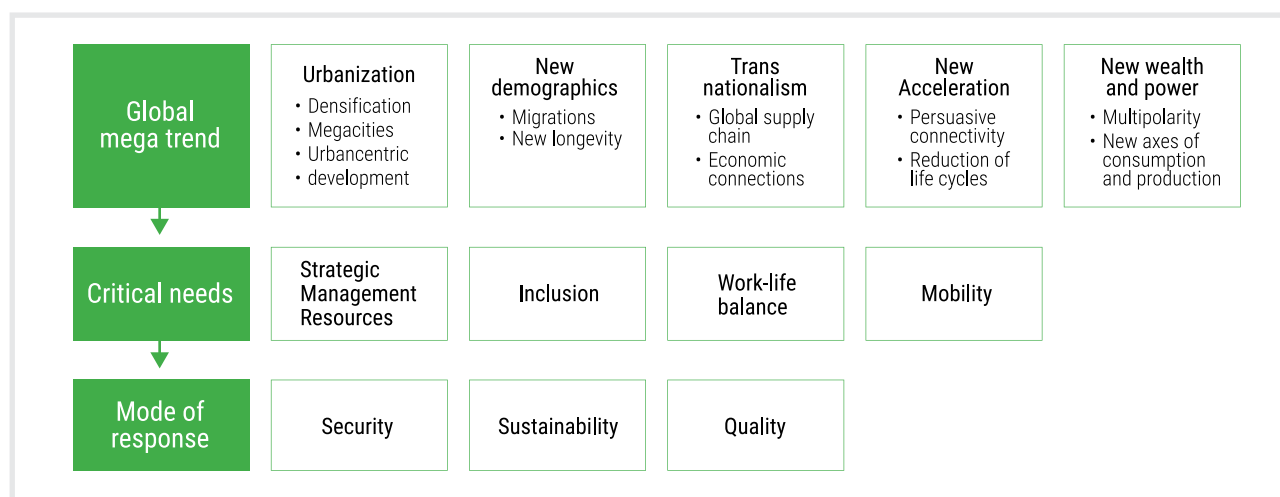 Global
mega trend
Urbanization
• Densification
• Megacities
• Urbancentric
• development
New
demographics
• Migrations
• New longevity
Trans
nationalism
• Global supply
chain
• Economic
connections
New
Acceleration
• Persuasive
connectivity
• Reduction of
life cycles
New wealth
and power
• Multipolarity
• New axes of
consumption
and production
Critical needs
Strategic
Management
Resources
Inclusion
Work-life
balance
Mobility
Mode of
response
Security
Sustainability
Quality